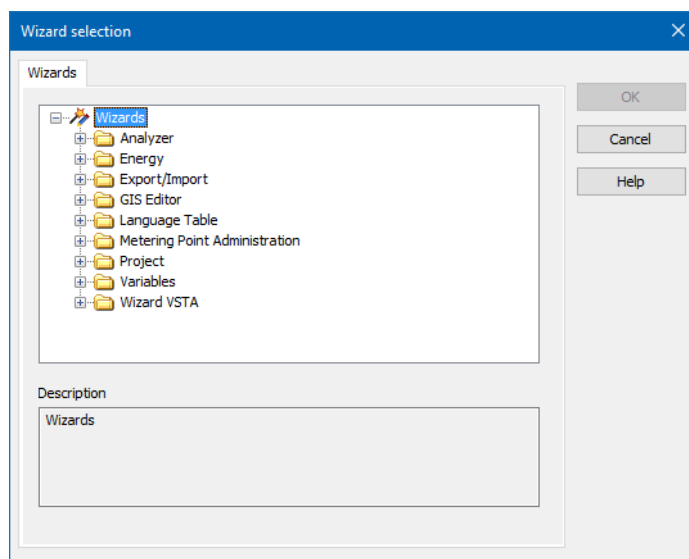 Wizard selection
Wizards
Wizards
Analyzer
Energy
Export/Import
GIS Editor
Language Table
Metering Point Administration
Project
Variables
Wizard VSTA
OK
Cancel
Help
Description
Wizards